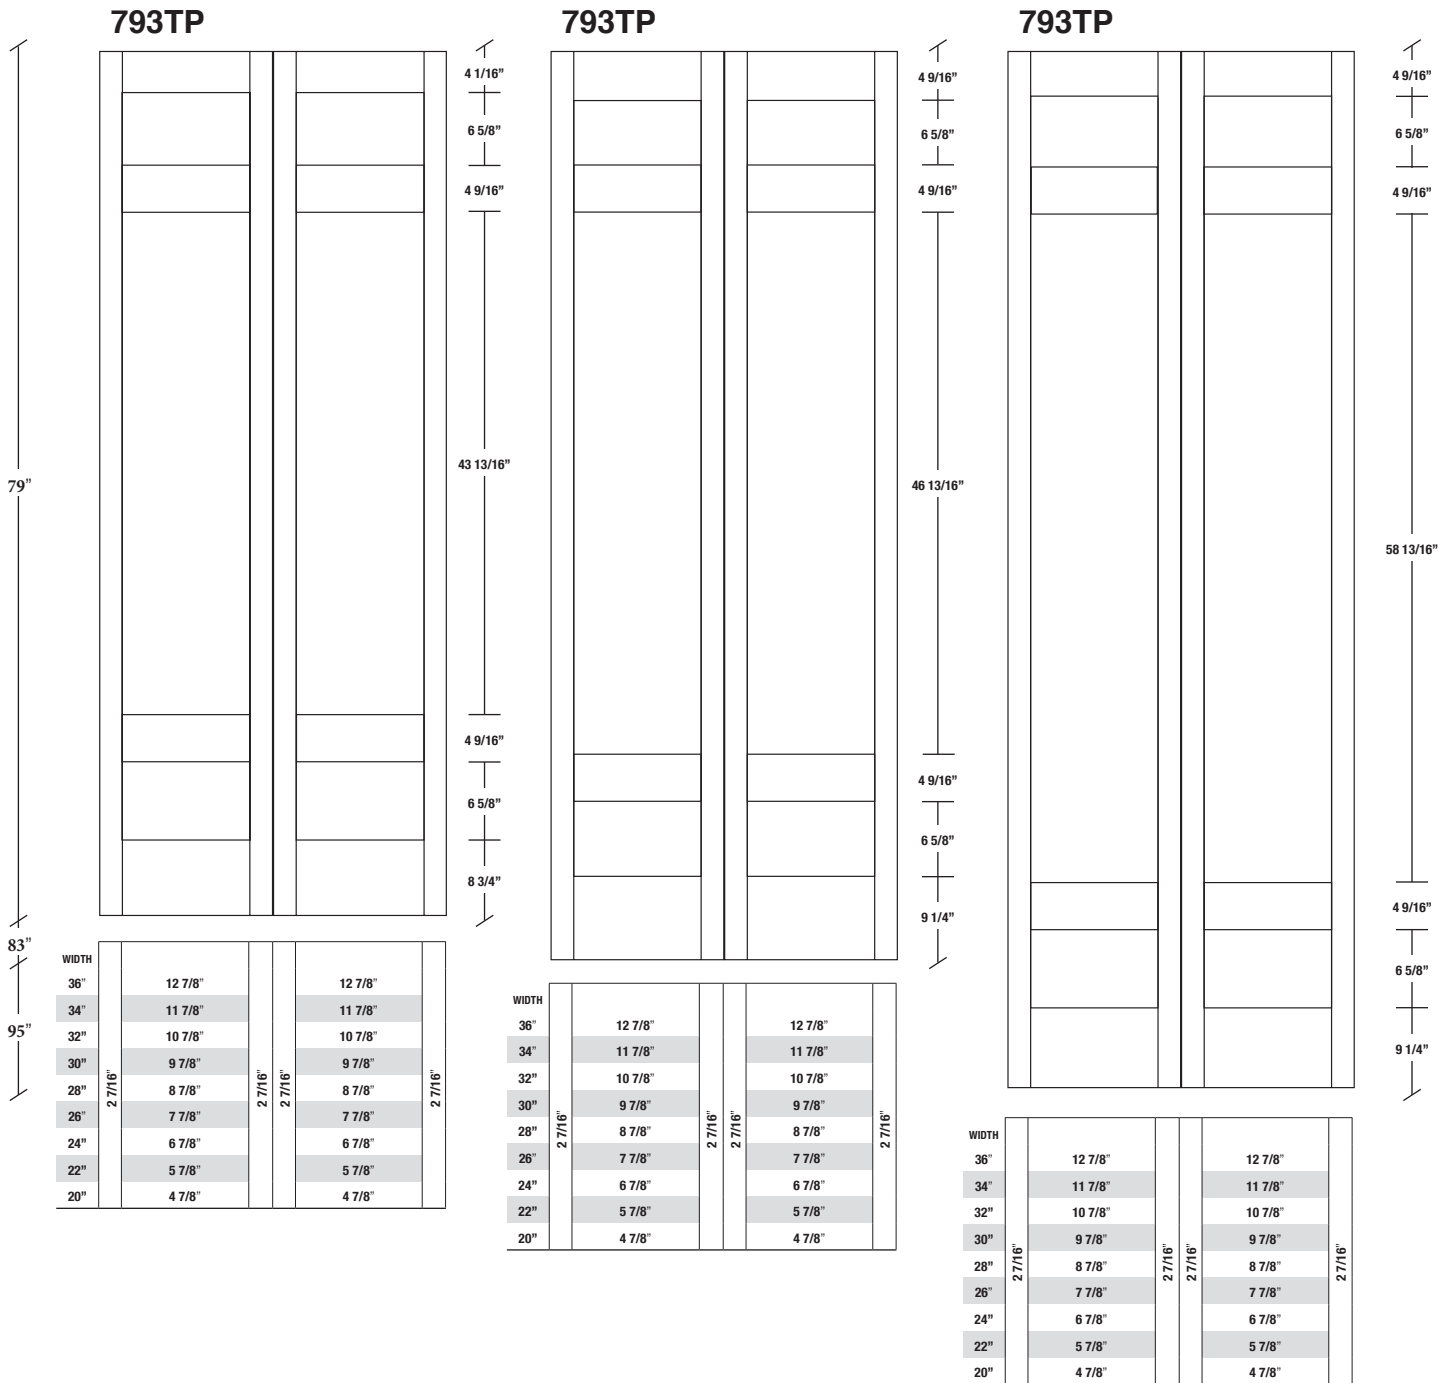 793TP
793TP
793TP
79”
83”
95”
4 1/16”
6 5/8”
4 9/16”
43 13/16”
4 9/16”
6 5/8”
8 3/4”
4 9/16”
6 5/8”
4 9/16”
46 13/16”
4 9/16”
6 5/8”
9 1/4”
4 9/16”
6 5/8”
4 9/16”
58 13/16”
4 9/16”
6 5/8”
9 1/4”
WIDTH
36” 12 7/8” 12 7/8”
34” 11 7/8” 11 7/8”
32” 10 7/8” 10 7/8”
30” 9 7/8” 9 7/8”
28” 8 7/8” 8 7/8”
26” 7 7/8” 7 7/8”
24” 6 7/8” 6 7/8”
22” 5 7/8” 5 7/8”
20” 4 7/8” 4 7/8”
2 7/16”
2 7/16”
2 7/16”
2 7/16”
WIDTH
36” 12 7/8” 12 7/8”
34” 11 7/8” 11 7/8”
32” 10 7/8” 10 7/8”
30” 9 7/8” 9 7/8”
28” 8 7/8” 8 7/8”
26” 7 7/8” 7 7/8”
24” 6 7/8” 6 7/8”
22” 5 7/8” 5 7/8”
20” 4 7/8” 4 7/8”
2 7/16”
2 7/16”
2 7/16”
2 7/16”
WIDTH
36” 12 7/8” 12 7/8”
34” 11 7/8” 11 7/8”
32” 10 7/8” 10 7/8”
30” 9 7/8” 9 7/8”
28” 8 7/8” 8 7/8”
26” 7 7/8” 7 7/8”
24” 6 7/8” 6 7/8”
22” 5 7/8” 5 7/8”
20” 4 7/8” 4 7/8”
2 7/16”
2 7/16”
2 7/16”
2 7/16”